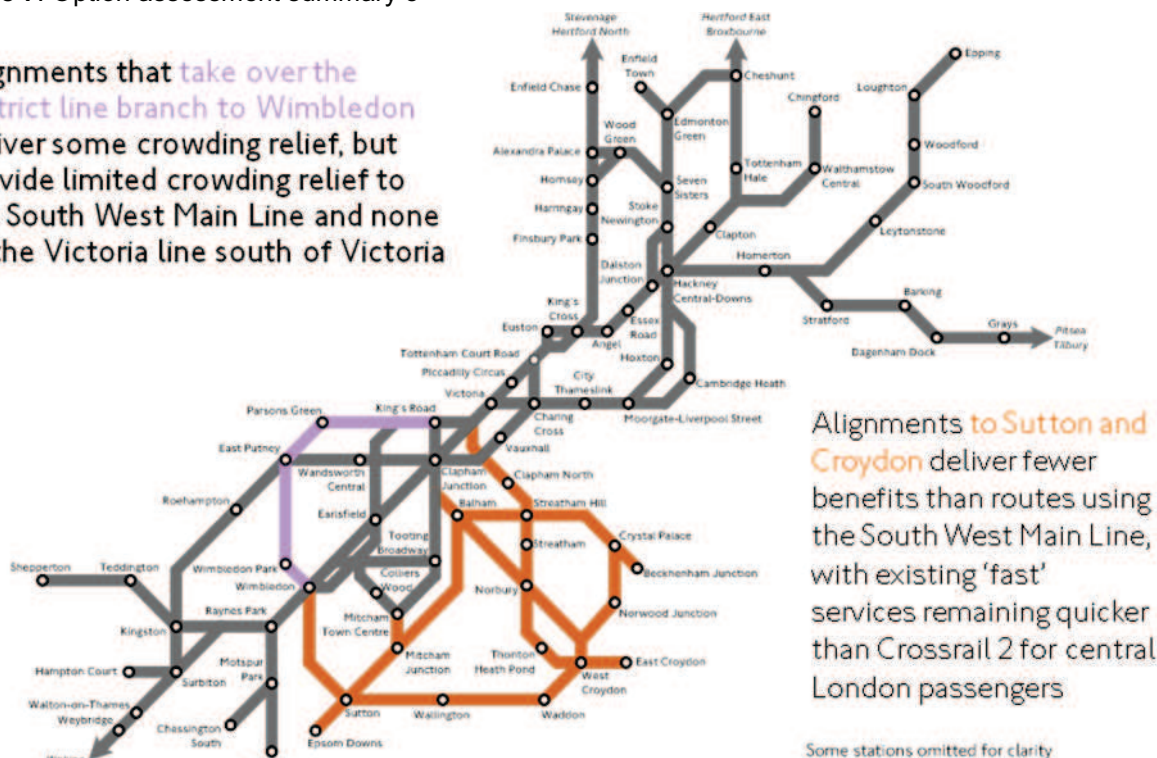 gnments that take over the
strict line branch to Wimbledon
iver some crowding relief, but
vide limited crowding relief to
South West Main Line and none
the Victoria line south of Victoria
Stevenage
Hertford North
Hertford East
Broxbourne
Enfield
Town
Cheshunt
Epping
Enfield Chase
Loughton
Chingford
Wood
Green
Edmonton
Green
Alexandra Palace
Woodford
Tottenham
Hale
Walthamstow
Central
Hornsey
Seven
Sisters
South Woodford
Harringay
Stoke
Newington
Finsbury Park
Clapton
Leytonstone
Dalston
Junction
Homerton
Hackney
Central-Downs
King's
Cross
Barking
Euston
Essex
Road
Angel
Stratford
Grays
Pitsea
Tilbury
Dagenham Dock
Tottenham Court Road
Hoxton
Piccadilly Circus
City
Thameslink
Cambridge Heath
Victoria
Charing
Cross
Moorgate-Liverpool Street
Parsons Green
King's Road
Vauxhall
East Putney
Wandsworth
Central
Clapham
Junction
Clapham North
Roehampton
Earlsfield
Balham
Streatham Hill
Tooting
Broadway
Streatham
Crystal Palace
Shepperton
Teddington
Wimbledon Park
Beckhenham Junction
Wimbledon
Colliers
Wood
Norbury
Raynes Park
Mitcham
Town Centre
Norwood Junction
Kingston
Hampton Court
Surbiton
Motspur
Park
Mitcham
Junction
Thonton
Heath Pond
West
Croydon
East Croydon
Walton-on-Thames
Weybridge
Chessington
South
Sutton
Wallington
Waddon
Epsom Downs
Alignments to Sutton and
Croydon deliver fewer
benefits than routes using
the South West Main Line,
with existing 'fast'
services remaining quicker
than Crossrail 2 for central
London passengers
Some stations omitted for clarity